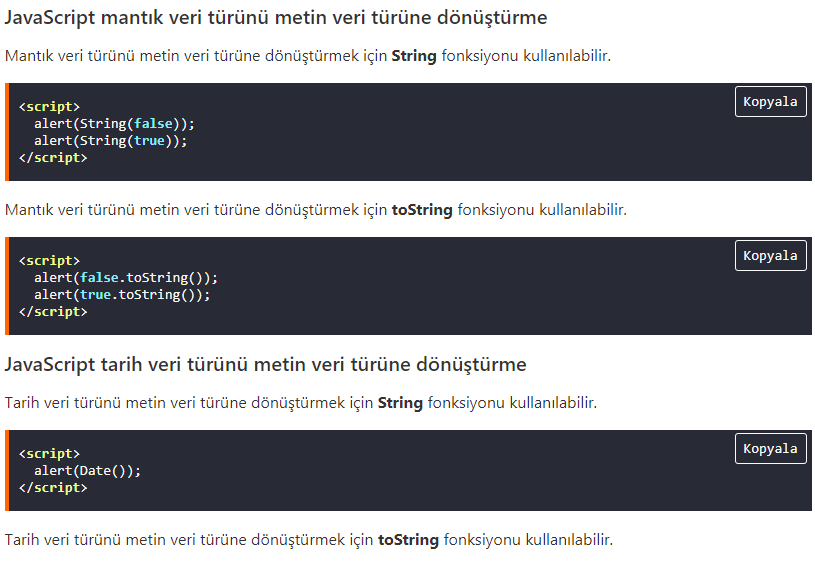 JavaScript mantık veri türünü metin veri türüne dönüştürme
Mantık veri türünü metin veri türüne dönüştürmek için String fonksiyonu kullanılabilir.
Kopyala
<script>
  alert(String(false));
  alert(String(true));
</script>
Mantık veri türünü metin veri türüne dönüştürmek için toString fonksiyonu kullanılabilir.
Kopyala
<script>
  alert(false.toString());
  alert(true.toString());
</script>
JavaScript tarih veri türünü metin veri türüne dönüştürme
Tarih veri türünü metin veri türüne dönüştürmek için String fonksiyonu kullanılabilir.
Kopyala
<script>
  alert(Date());
</script>
Tarih veri türünü metin veri türüne dönüştürmek için toString fonksiyonu kullanılabilir.